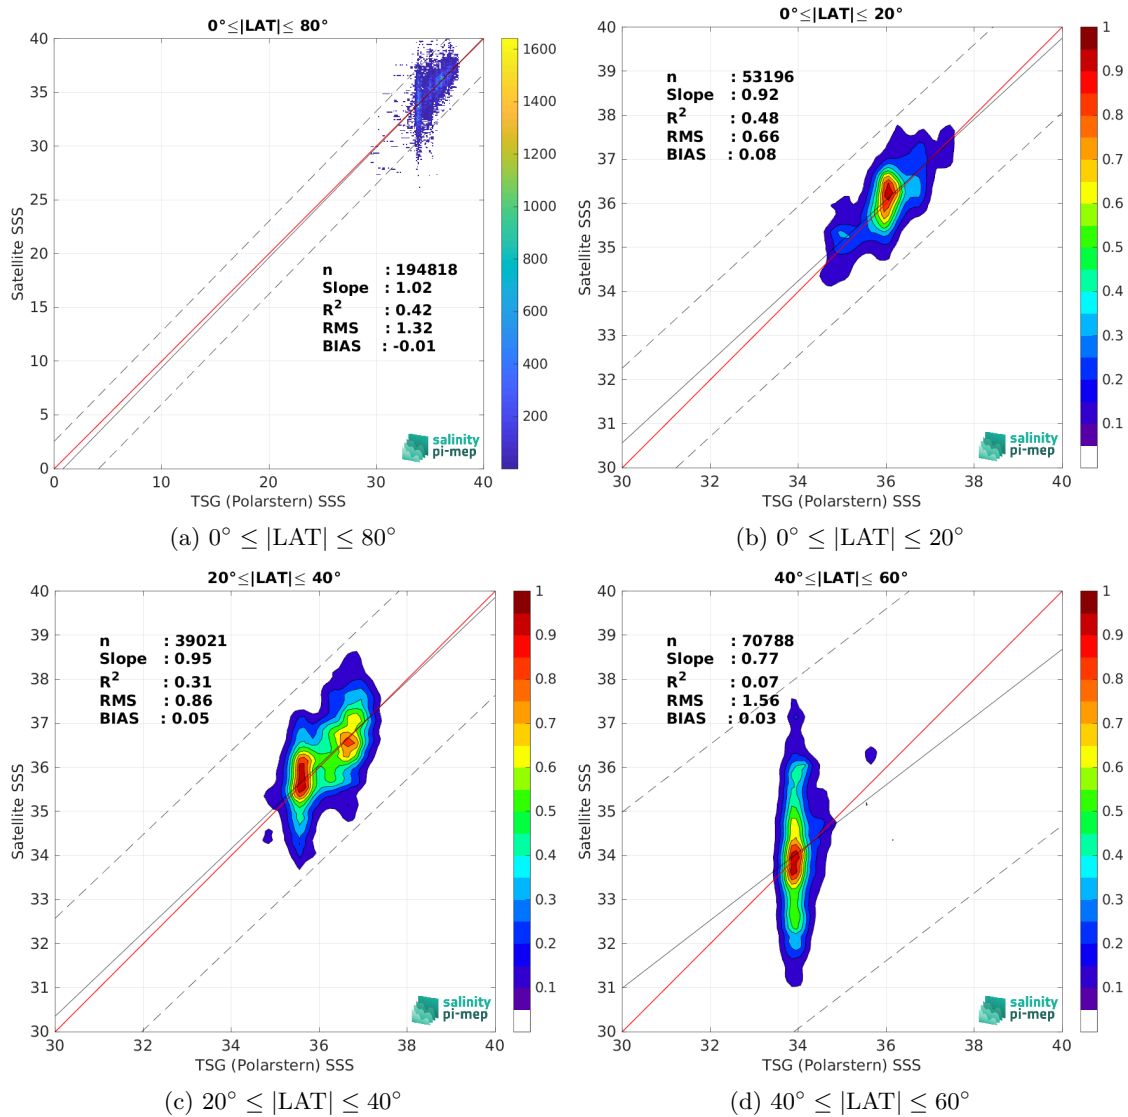 0°≤|LAT|≤ 80°
40
35
30
25
20
15
10
5
0
Satellite SSS
n : 194818
Slope : 1.02
R² : 0.42
RMS : 1.32
BIAS : -0.01
salinity
pi-mep
0 10 20 30 40
TSG (Polarstern) SSS
1600
1400
1200
1000
800
600
400
200
(a) 0° ≤ |LAT| ≤ 80°
0°≤|LAT|≤ 20°
40
39
38
37
36
35
34
33
32
31
30
Satellite SSS
n : 53196
Slope : 0.92
R² : 0.48
RMS : 0.66
BIAS : 0.08
salinity
pi-mep
30 32 34 36 38 40
TSG (Polarstern) SSS
1
0.9
0.8
0.7
0.6
0.5
0.4
0.3
0.2
0.1
(b) 0° ≤ |LAT| ≤ 20°
20°≤|LAT|≤ 40°
40
39
38
37
36
35
34
33
32
31
30
Satellite SSS
n : 39021
Slope : 0.95
R² : 0.31
RMS : 0.86
BIAS : 0.05
salinity
pi-mep
30 32 34 36 38 40
TSG (Polarstern) SSS
1
0.9
0.8
0.7
0.6
0.5
0.4
0.3
0.2
0.1
(c) 20° ≤ |LAT| ≤ 40°
40°≤|LAT|≤ 60°
40
39
38
37
36
35
34
33
32
31
30
Satellite SSS
n : 70788
Slope : 0.77
R² : 0.07
RMS : 1.56
BIAS : 0.03
salinity
pi-mep
30 32 34 36 38 40
TSG (Polarstern) SSS
1
0.9
0.8
0.7
0.6
0.5
0.4
0.3
0.2
0.1
(d) 40° ≤ |LAT| ≤ 60°